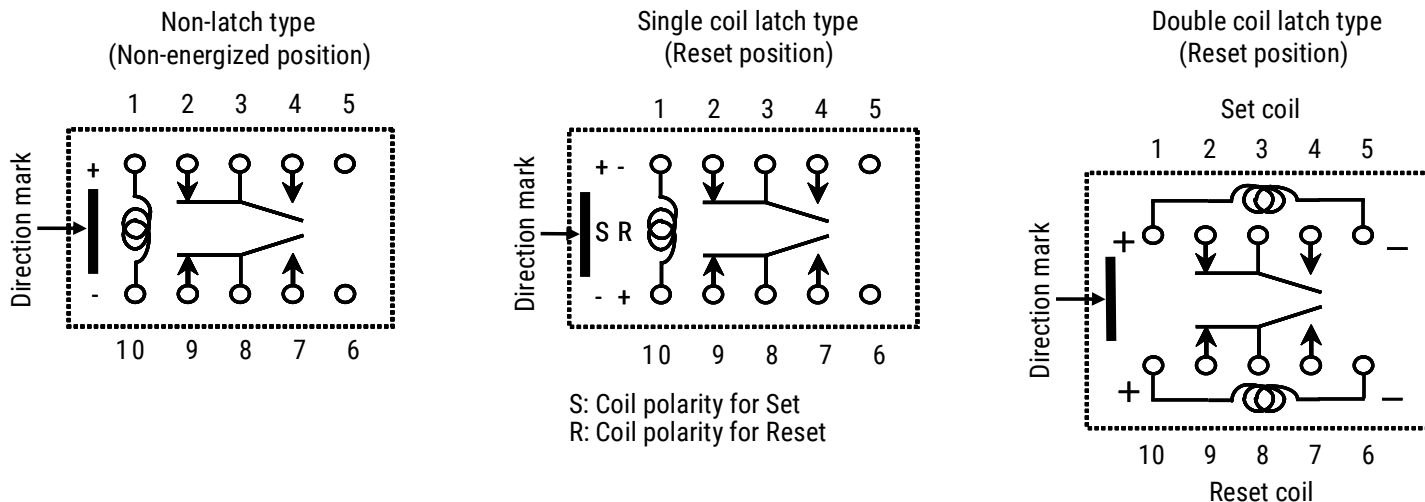 Non-latch type
(Non-energized position)
1 2 3 4 5
Direction mark
+
-
10 9 8 7 6
Single coil latch type
(Reset position)
1 2 3 4 5
Direction mark
+ -
S R
- +
10 9 8 7 6
S: Coil polarity for Set
R: Coil polarity for Reset
Double coil latch type
(Reset position)
Set coil
1 2 3 4 5
Direction mark
+ −
+ −
10 9 8 7 6
Reset coil